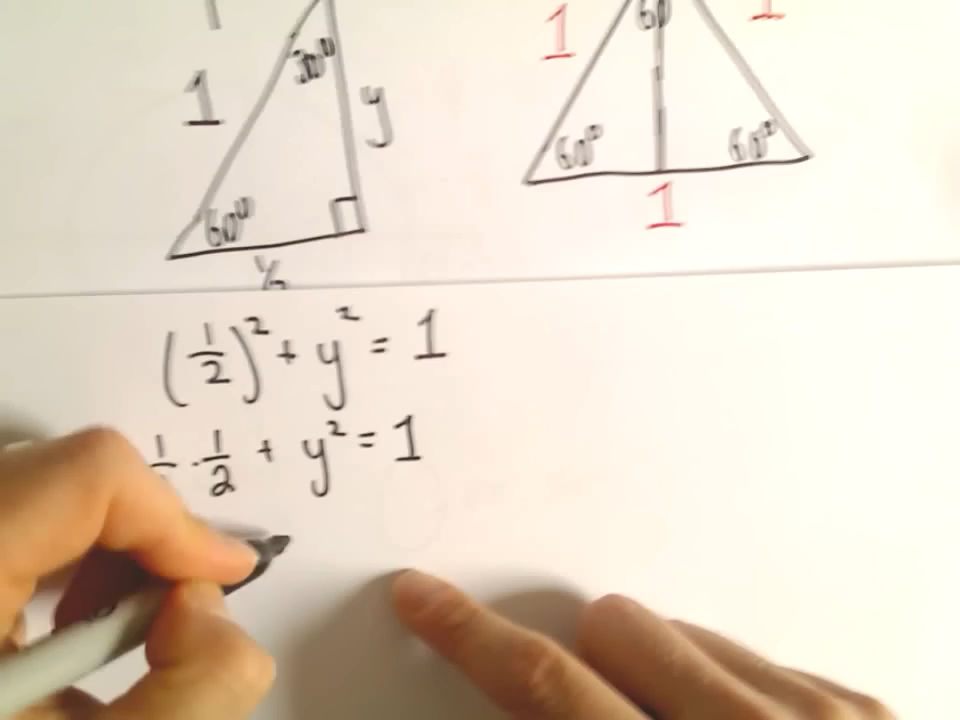 1 60 1
30°
1 y
60° 60° 60°
1
½
(1/2)² + y² = 1
1/ · 1/2 + y² = 1